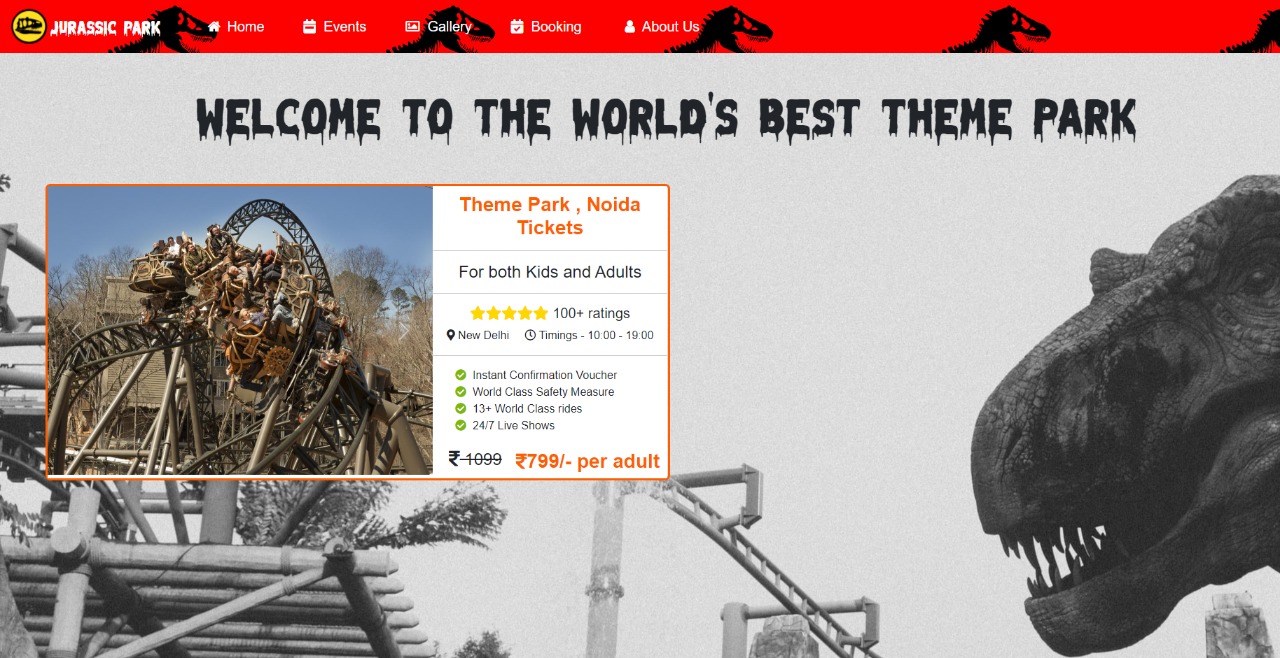 JURASSIC PARK Home Events Gallery Booking About Us
WELCOME TO THE WORLD'S BEST THEME PARK
Theme Park , Noida
Tickets
For both Kids and Adults
100+ ratings
New Delhi Timings - 10:00 - 19:00
Instant Confirmation Voucher
World Class Safety Measure
13+ World Class rides
24/7 Live Shows
₹ 1099 ₹799/- per adult